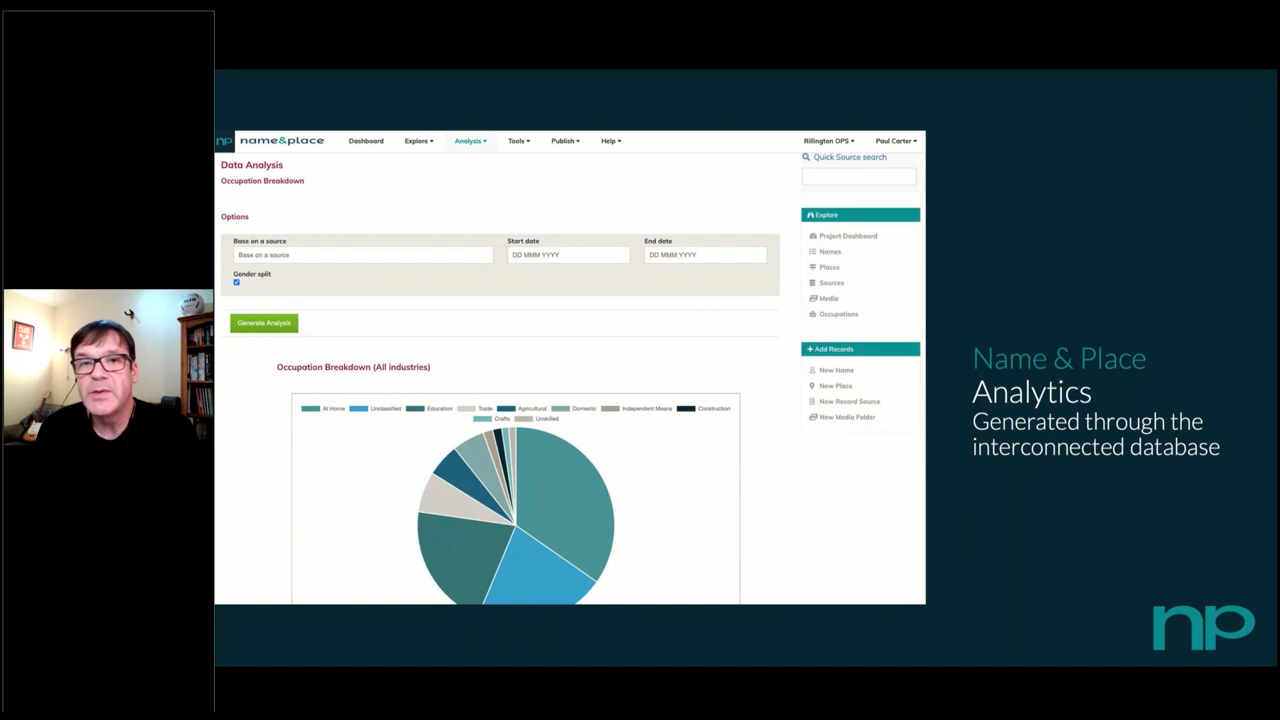 np name&place Dashboard Explore Analysis Tools Publish Help Rillington OPS Paul Carter
Data Analysis
Occupation Breakdown
Options
Base on a source Start date End date
Base on a source DD MMM YYYY DD MMM YYYY
Gender split
Generate Analysis
Occupation Breakdown (All industries)
At Home Unclassified Education Trade Agricultural Domestic Independent Means Construction
Crafts Unskilled
Quick Source search
Explore
Project Dashboard
Names
Places
Sources
Media
Occupations
+ Add Records
New Name
New Place
New Record Source
New Media Folder
Name & Place
Analytics
Generated through the
interconnected database
np